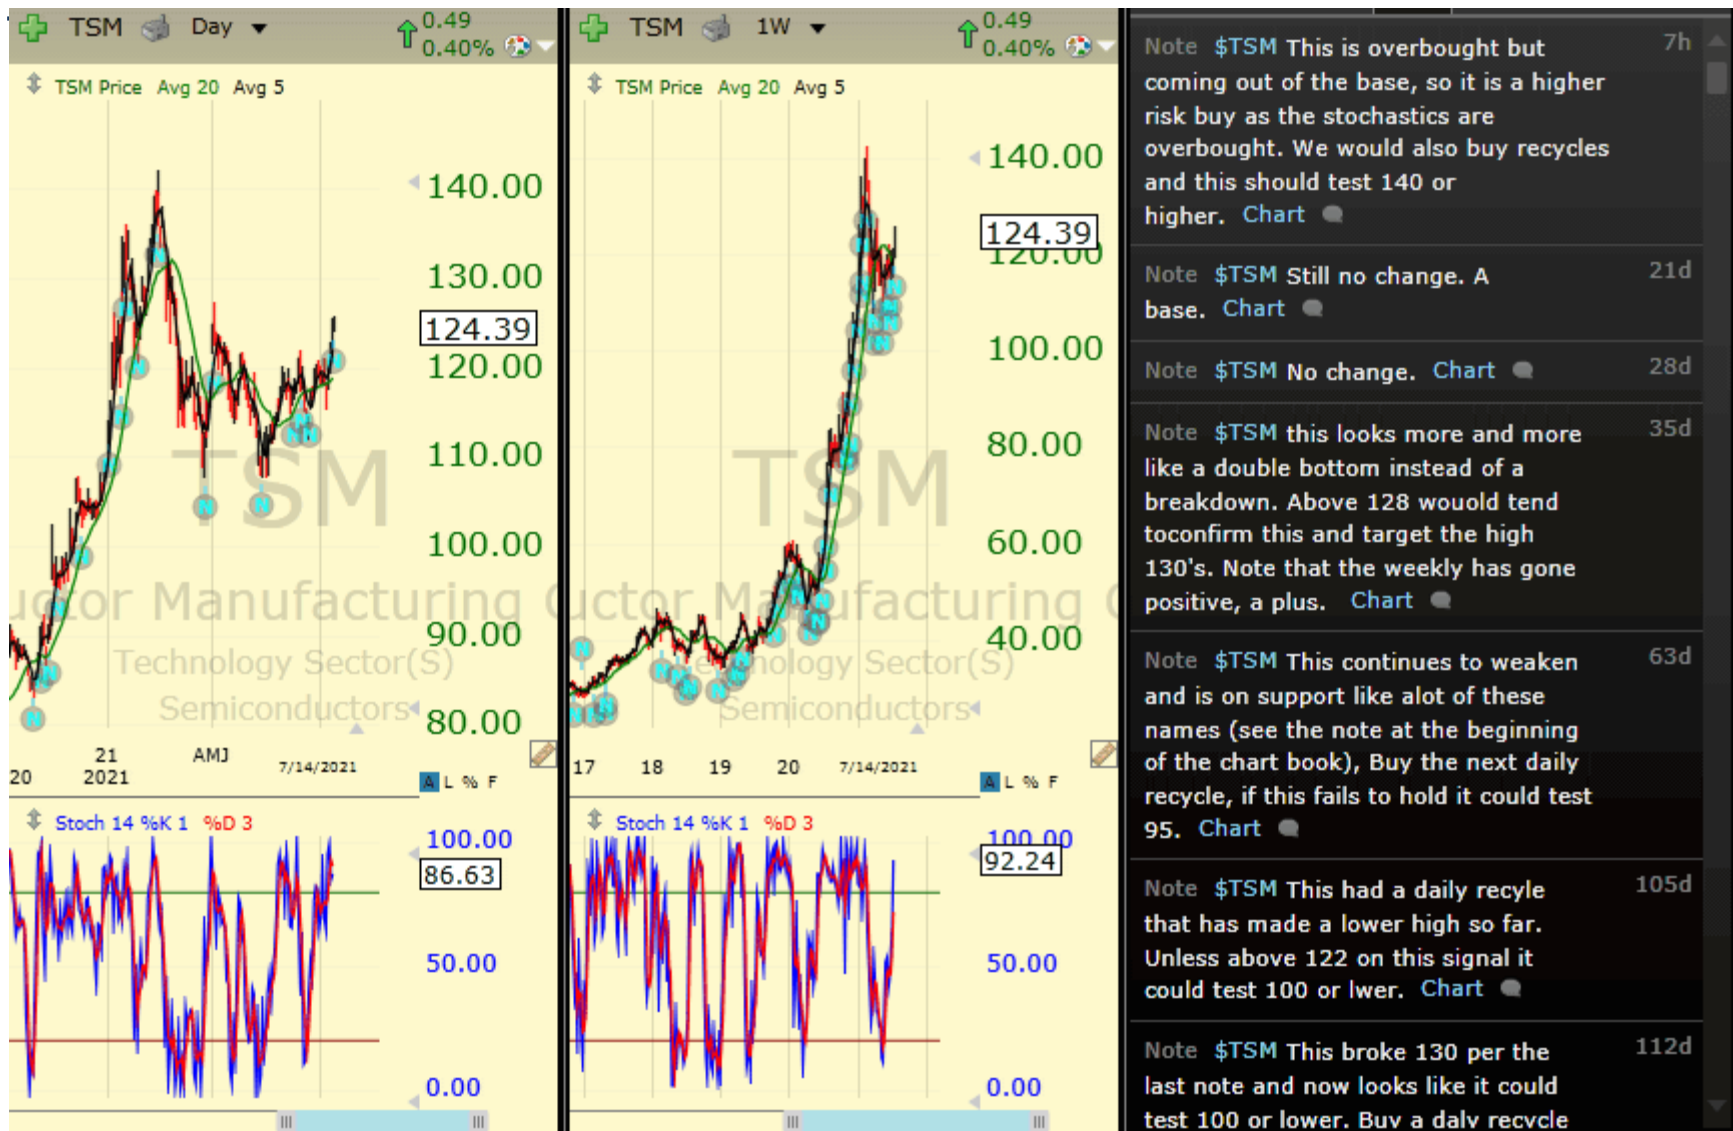 TSM Day
0.49
0.40%
TSM Price Avg 20 Avg 5
140.00
130.00
124.39
120.00
110.00
100.00
90.00
80.00
TSM
uctor Manufacturing
Technology Sector(S)
Semiconductors
20
21
2021
AMJ
7/14/2021
A L % F
Stoch 14 %K 1 %D 3
100.00
86.63
50.00
0.00
TSM 1W
0.49
0.40%
TSM Price Avg 20 Avg 5
140.00
124.39
120.00
100.00
80.00
60.00
40.00
TSM
Semiconductors
17 18 19 20 7/14/2021
A L % F
Stoch 14 %K 1 %D 3
100.00
92.24
50.00
0.00
Note $TSM This is overbought but 7h
coming out of the base, so it is a higher
risk buy as the stochastics are
overbought. We would also buy recycles
and this should test 140 or
higher. Chart
Note $TSM Still no change. A 21d
base. Chart
Note $TSM No change. Chart 28d
Note $TSM this looks more and more 35d
like a double bottom instead of a
breakdown. Above 128 wouold tend
toconfirm this and target the high
130's. Note that the weekly has gone
positive, a plus. Chart
Note $TSM This continues to weaken 63d
and is on support like alot of these
names (see the note at the beginning
of the chart book), Buy the next daily
recycle, if this fails to hold it could test
95. Chart
Note $TSM This had a daily recyle 105d
that has made a lower high so far.
Unless above 122 on this signal it
could test 100 or lwer. Chart
Note $TSM This broke 130 per the 112d
last note and now looks like it could
test 100 or lower. Buy a daly recycle